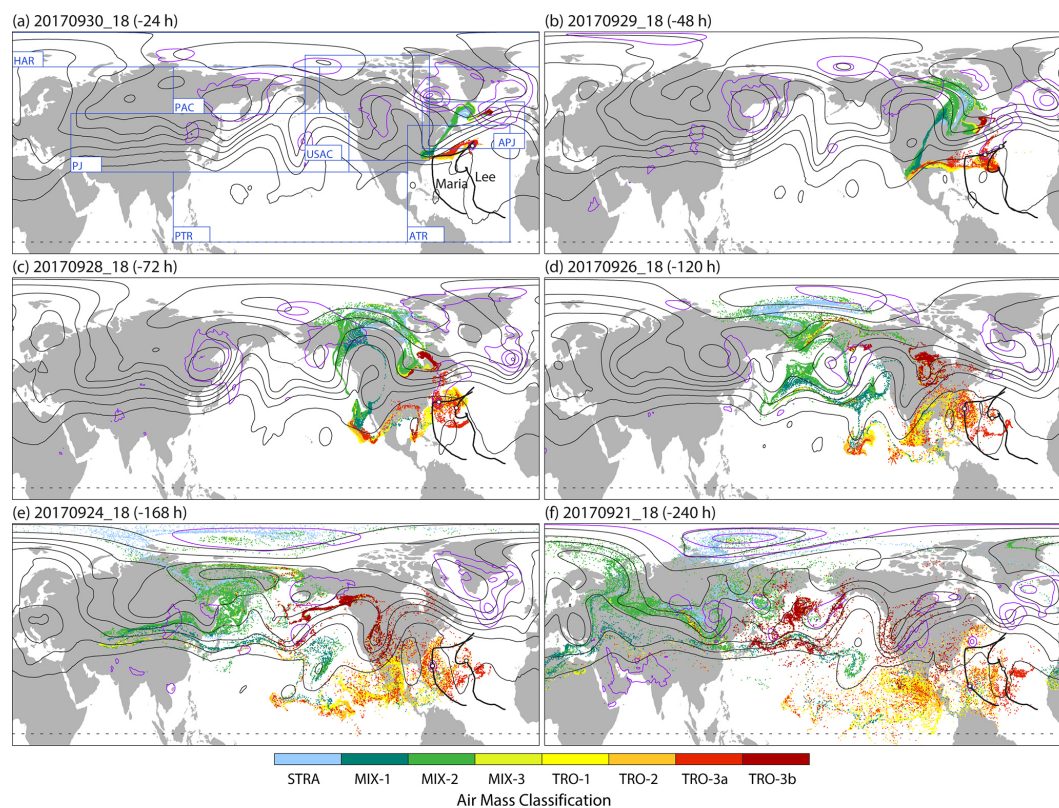 (a) 20170930_18 (-24 h)
(b) 20170929_18 (-48 h)
HAR
PAC
PJ
USAC
APJ
Maria
Lee
PTR
ATR
(c) 20170928_18 (-72 h)
(d) 20170926_18 (-120 h)
(e) 20170924_18 (-168 h)
(f) 20170921_18 (-240 h)
STRA MIX-1 MIX-2 MIX-3 TRO-1 TRO-2 TRO-3a TRO-3b
Air Mass Classification